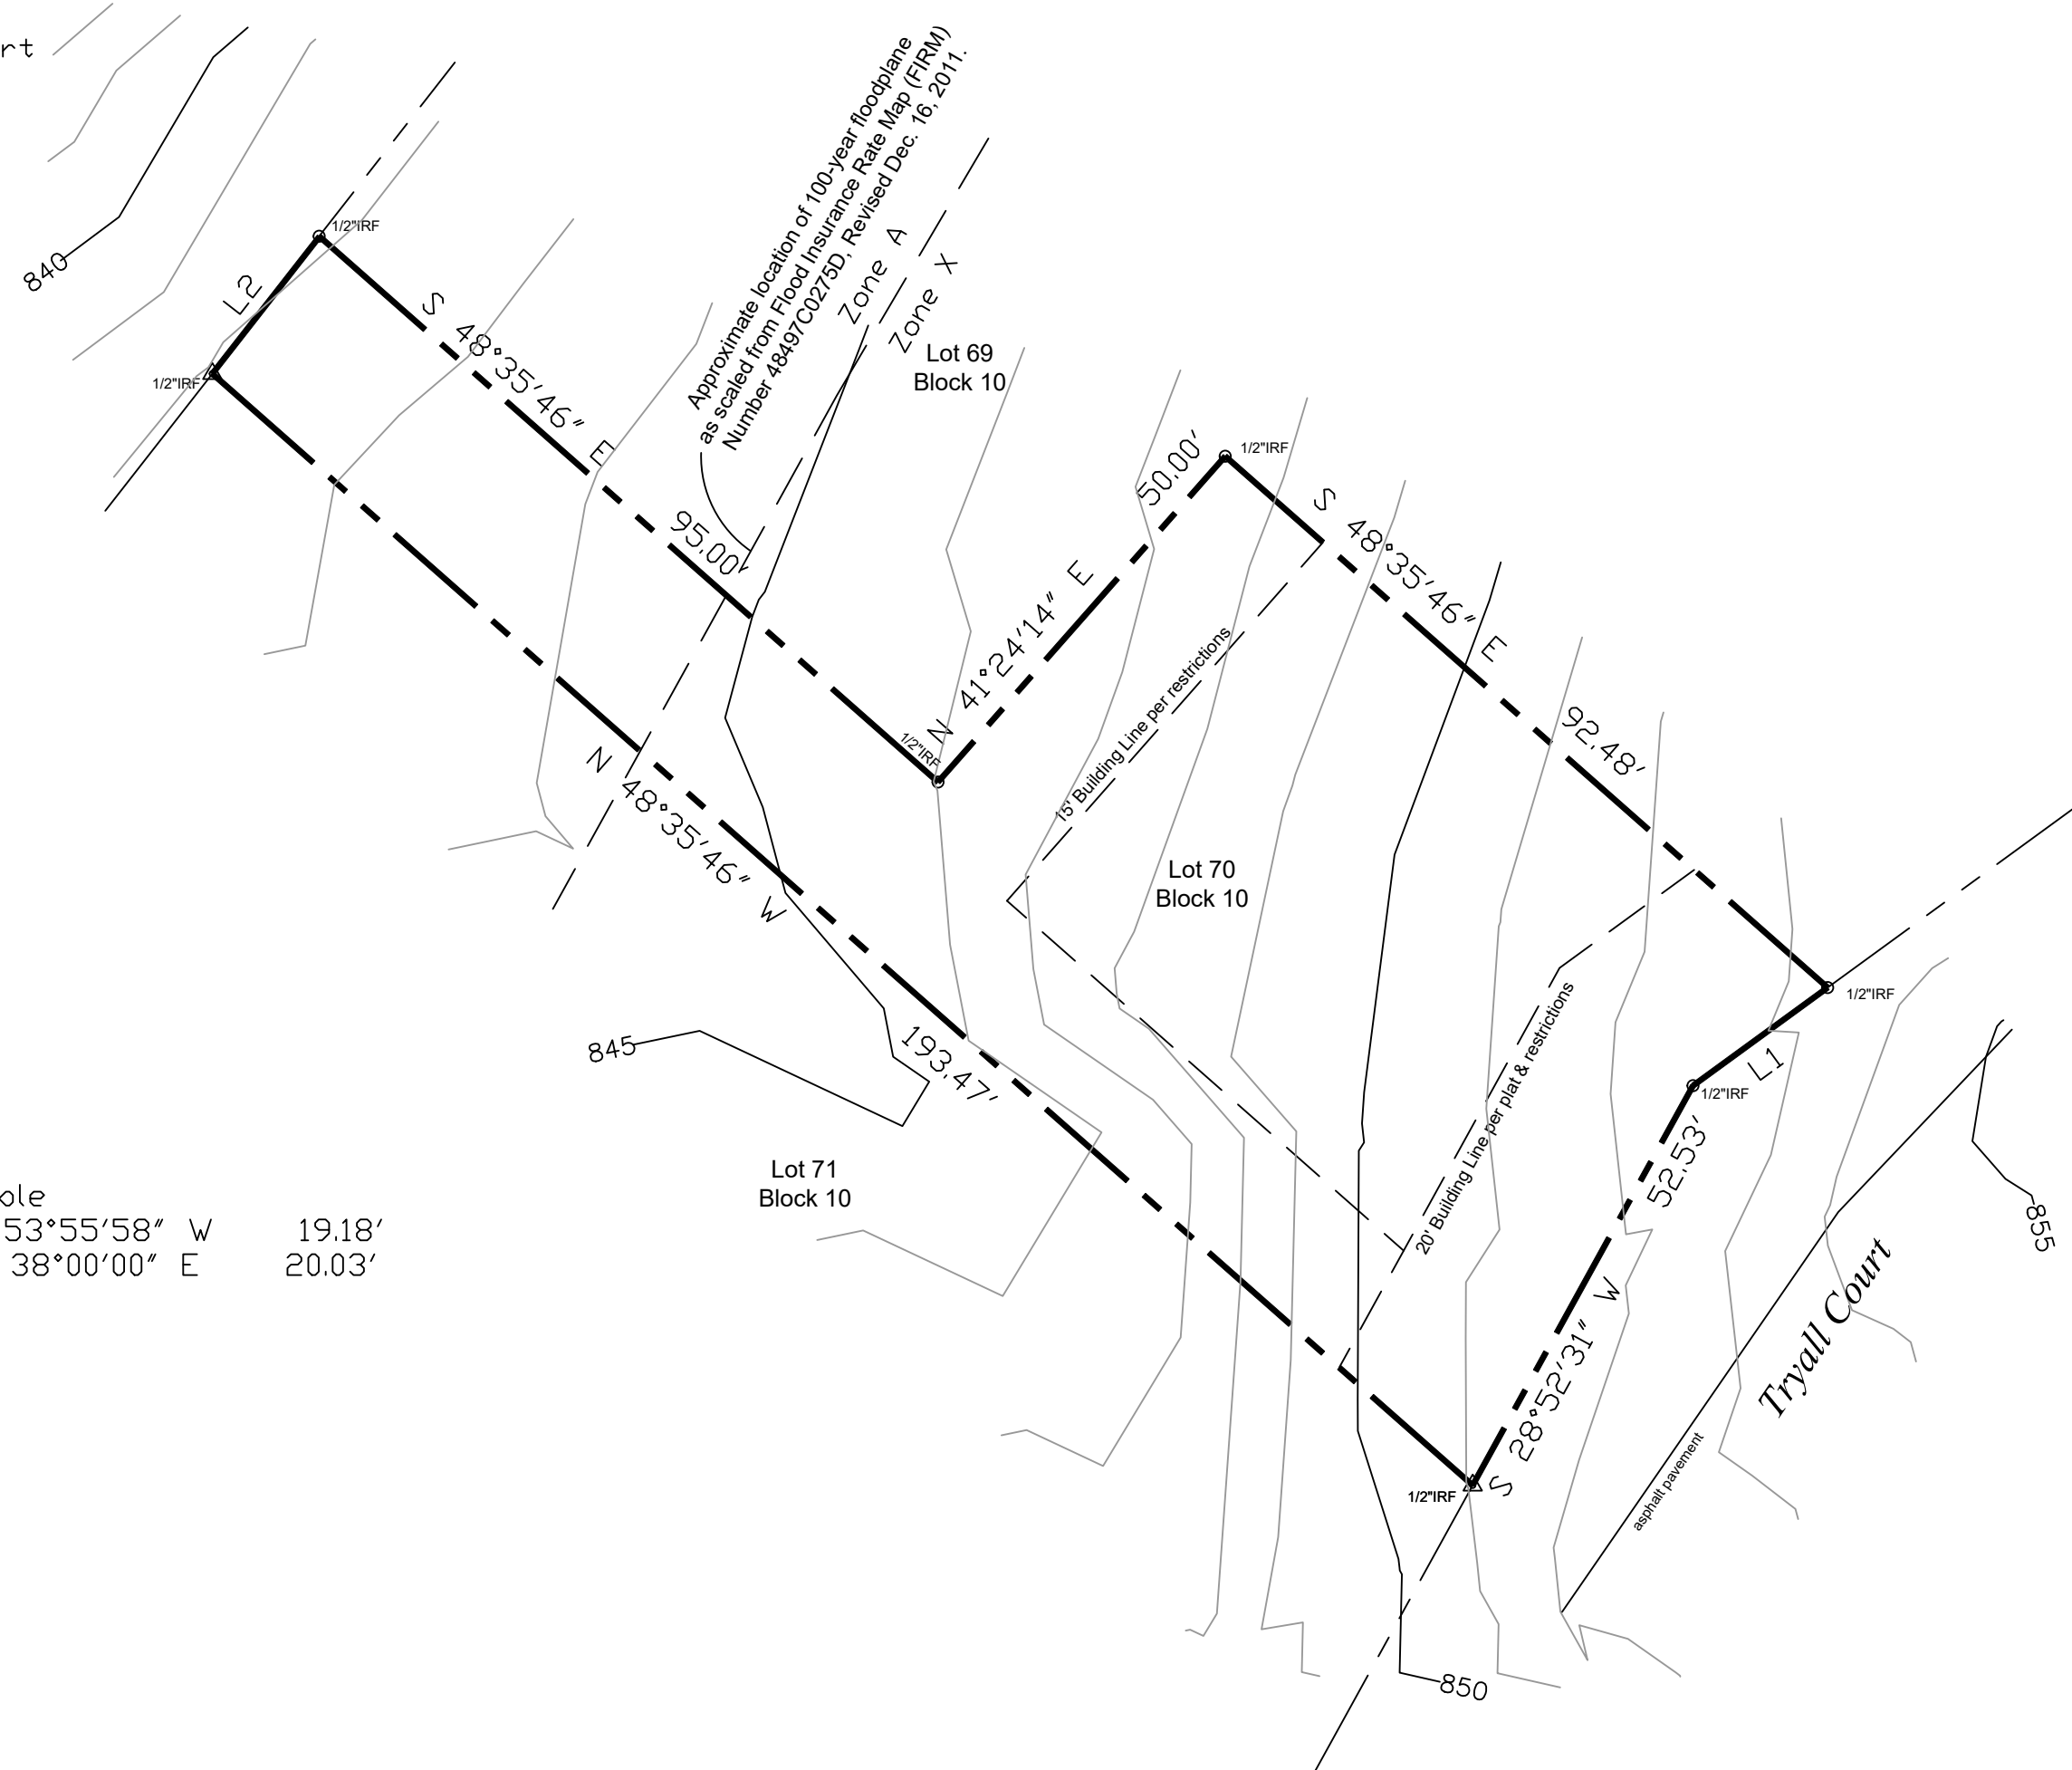 rt
840
1/2"IRF
L2
1/2"IRF
S 48°35'46" E
95.00'
Approximate location of 100-year floodplane
as scaled from Flood Insurance Rate Map (FIRM)
Number 48497C0275D, Revised Dec. 16, 2011.
Zone A
Zone X
Lot 69
Block 10
50.00'
1/2"IRF
N 41°24'14" E
1/2"IRF
S 48°35'46" E
92.48'
15' Building Line per restrictions
N 48°35'46" W
193.47'
Lot 70
Block 10
20' Building Line per plat & restrictions
1/2"IRF
L1
1/2"IRF
52.53'
S 28°52'31" W
845
Lot 71
Block 10
ole
53°55'58" W 19.18'
38°00'00" E 20.03'
855
Tryall Court
asphalt pavement
1/2"IRF
850